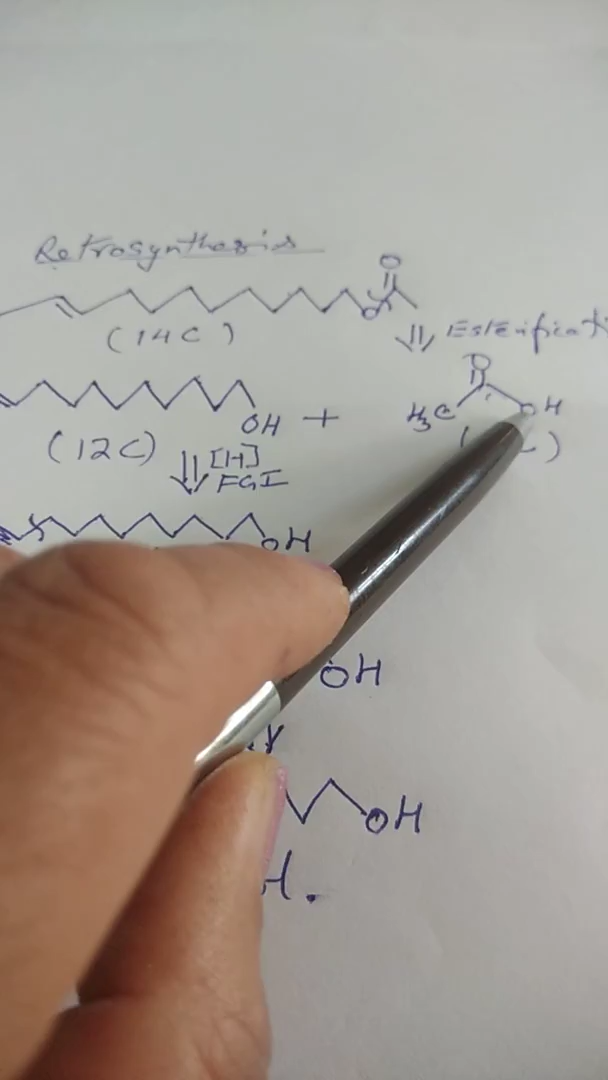 Retrosynthesis
O
O
(14C)
⇓ Esterificati
O
OH + H₃C OH
(12C) ( )
⇓ [H]
FGI
OH
OH
OH
H.